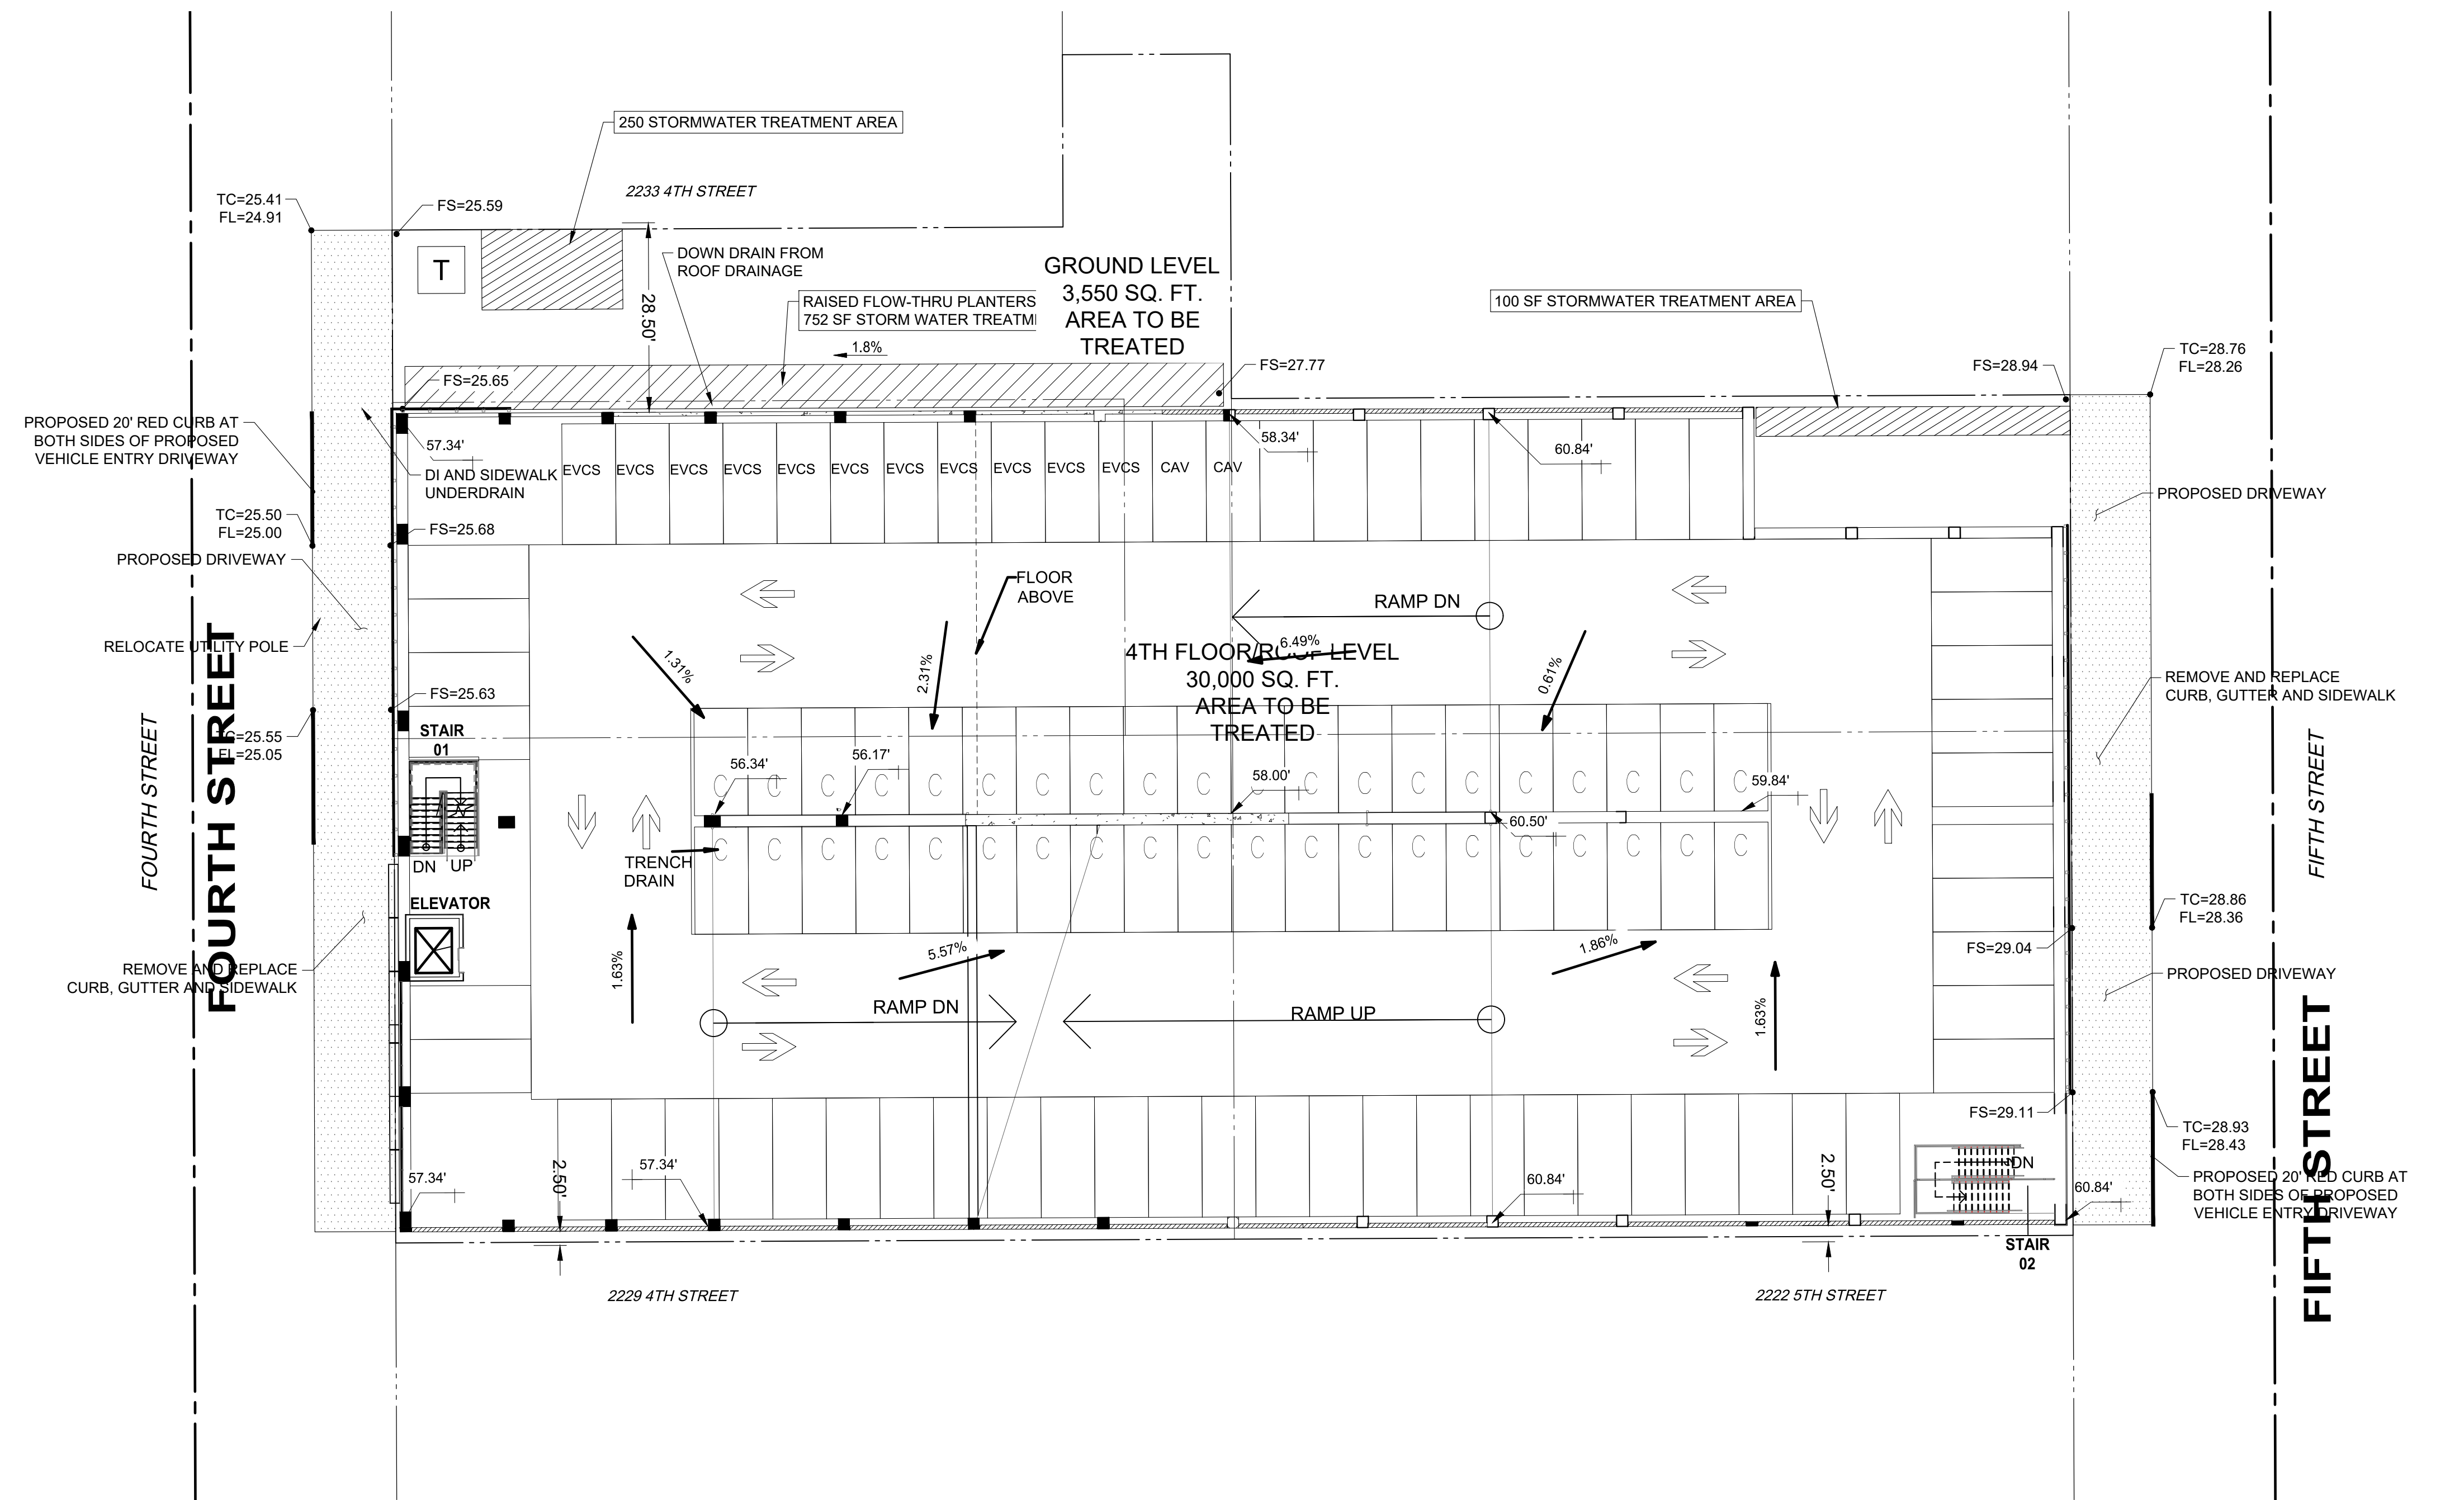 250 STORMWATER TREATMENT AREA
2233 4TH STREET
TC=25.41
FL=24.91
FS=25.59
T
DOWN DRAIN FROM
ROOF DRAINAGE
28.50'
RAISED FLOW-THRU PLANTERS
752 SF STORM WATER TREATM
1.8%
GROUND LEVEL
3,550 SQ. FT.
AREA TO BE
TREATED
100 SF STORMWATER TREATMENT AREA
FS=27.77
FS=28.94
TC=28.76
FL=28.26
FS=25.65
PROPOSED 20' RED CURB AT
BOTH SIDES OF PROPOSED
VEHICLE ENTRY DRIVEWAY
57.34'
DI AND SIDEWALK
UNDERDRAIN
EVCS
EVCS
EVCS
EVCS
EVCS
EVCS
EVCS
EVCS
EVCS
EVCS
EVCS
CAV
CAV
58.34'
60.84'
PROPOSED DRIVEWAY
TC=25.50
FL=25.00
FS=25.68
PROPOSED DRIVEWAY
FLOOR
ABOVE
RAMP DN
6.49%
1.31%
2.31%
0.61%
RELOCATE UTILITY POLE
4TH FLOOR/ROOF LEVEL
30,000 SQ. FT.
AREA TO BE
TREATED
FS=25.63
REMOVE AND REPLACE
CURB, GUTTER AND SIDEWALK
TC=25.55
FL=25.05
STAIR
01
FOURTH STREET
FOURTH STREET
FIFTH STREET
FIFTH STREET
56.34'
56.17'
58.00'
59.84'
C C C C C C C C C C C C C C C C C C C C
60.50'
C C C C C C C C C C C C C C C C C C C C
TRENCH
DRAIN
DN
UP
ELEVATOR
TC=28.86
FL=28.36
FS=29.04
1.63%
5.57%
1.86%
1.63%
REMOVE AND REPLACE
CURB, GUTTER AND SIDEWALK
PROPOSED DRIVEWAY
RAMP DN
RAMP UP
FS=29.11
TC=28.93
FL=28.43
57.34'
2.50'
57.34'
60.84'
2.50'
DN
60.84'
PROPOSED 20' RED CURB AT
BOTH SIDES OF PROPOSED
VEHICLE ENTRY DRIVEWAY
STAIR
02
2229 4TH STREET
2222 5TH STREET